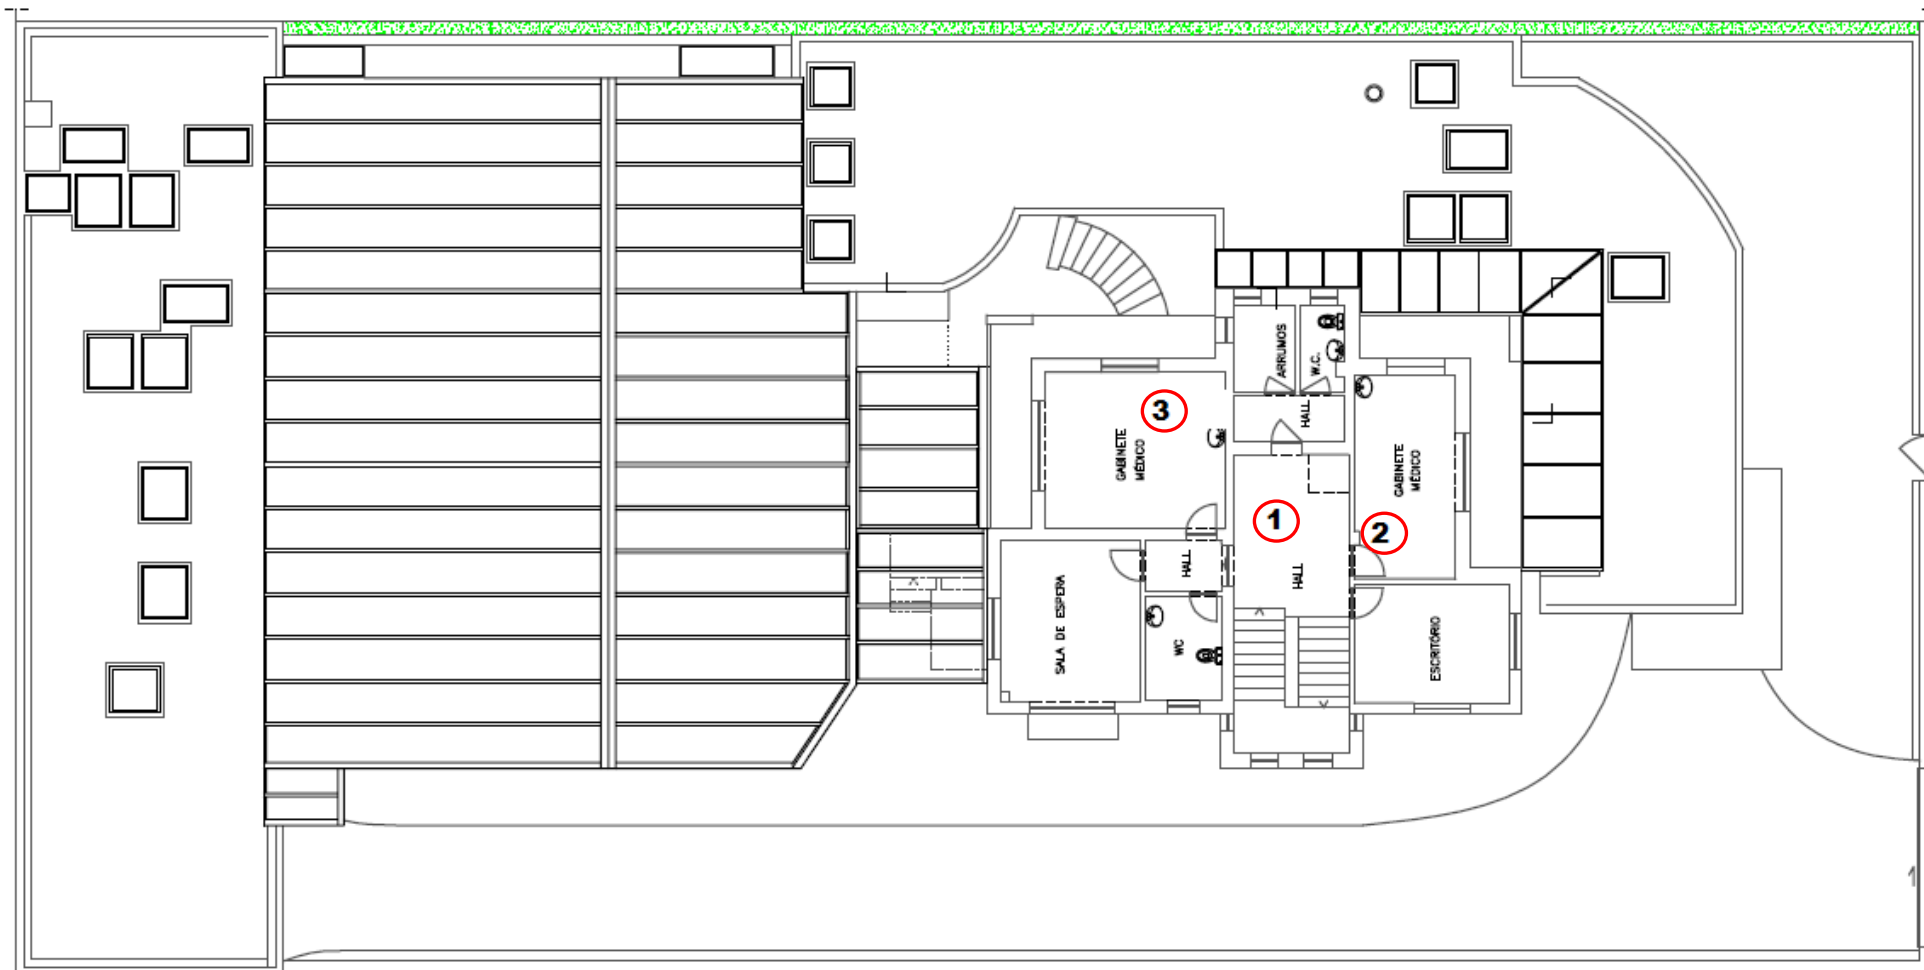 ARRUMOS
W.C.
HALL
3
GABINETE
MÉDICO
GABINETE
MÉDICO
1
2
HALL
HALL
SALA DE ESPERA
WC
ESCRITÓRIO